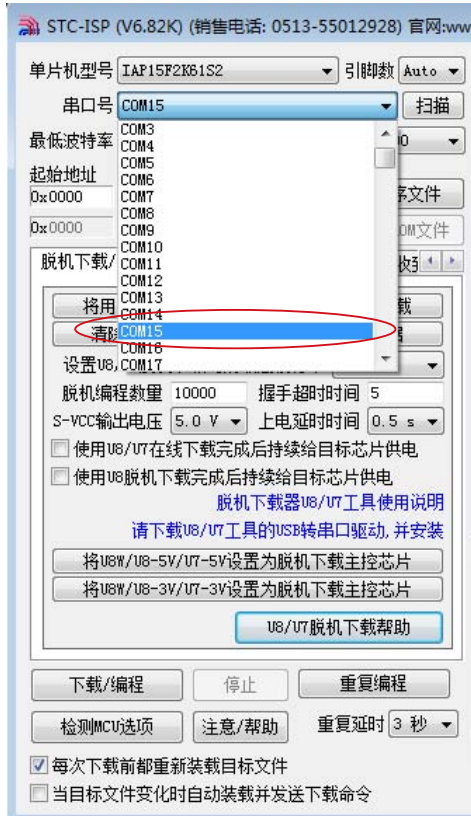 STC-ISP (V6.82K) (销售电话: 0513-55012928) 官网:ww
单片机型号 IAP15F2K61S2 引脚数 Auto
串口号 COM15 扫描
最低波特率
COM3
COM4
COM5
COM6
COM7
COM8
COM9
COM10
COM11
COM12
COM13
COM14
COM15
COM16
COM17
起始地址
0x0000 序文件
0x0000 OM文件
脱机下载/ 收到
将用 载
清除
设置U8,
脱机编程数量 10000 握手超时时间 5
S-VCC输出电压 5.0 V 上电延时时间 0.5 s
使用U8/U7在线下载完成后持续给目标芯片供电
使用U8脱机下载完成后持续给目标芯片供电
脱机下载器U8/U7工具使用说明
请下载U8/U7工具的USB转串口驱动,并安装
将U8W/U8-5V/U7-5V设置为脱机下载主控芯片
将U8W/U8-3V/U7-3V设置为脱机下载主控芯片
U8/U7脱机下载帮助
下载/编程 停止 重复编程
检测MCU选项 注意/帮助 重复延时 3 秒
每次下载前都重新装载目标文件
当目标文件变化时自动装载并发送下载命令